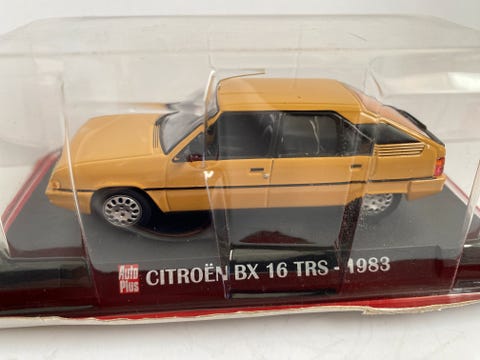 Auto
Plus
CITROËN BX 16 TRS - 1983